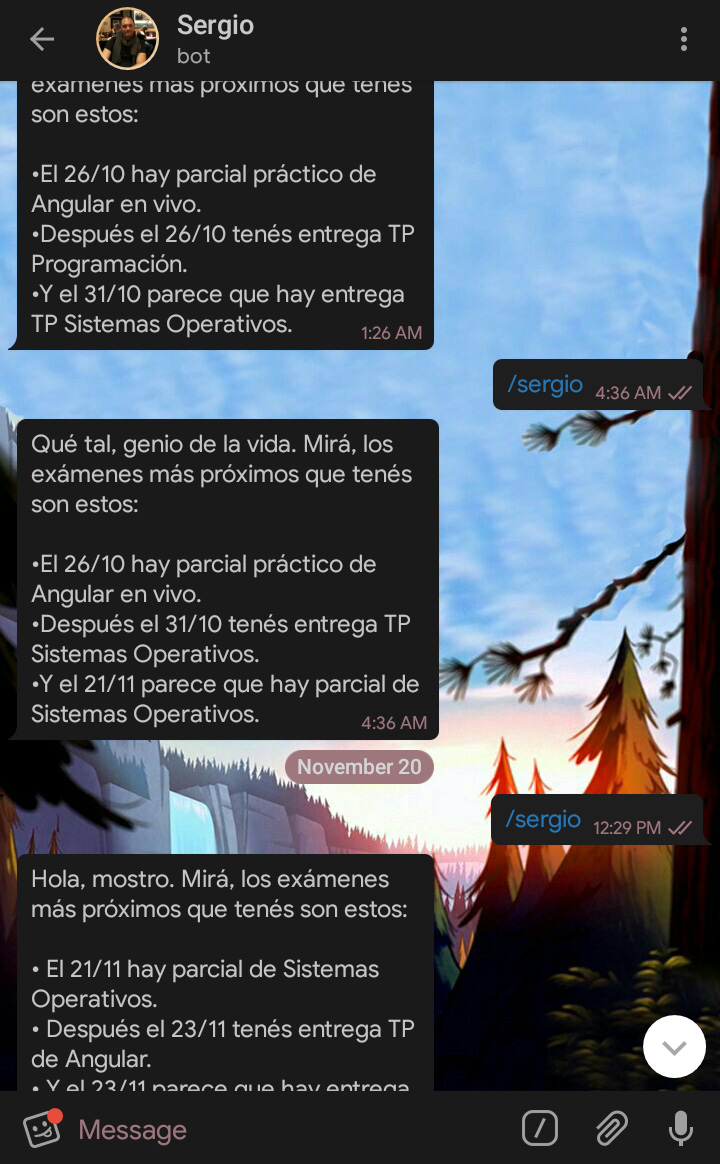 Sergio
bot
exámenes más próximos que tenés
son estos:
•El 26/10 hay parcial práctico de
Angular en vivo.
•Después el 26/10 tenés entrega TP
Programación.
•Y el 31/10 parece que hay entrega
TP Sistemas Operativos.
1:26 AM
/sergio
4:36 AM
Qué tal, genio de la vida. Mirá, los
exámenes más próximos que tenés
son estos:
•El 26/10 hay parcial práctico de
Angular en vivo.
•Después el 31/10 tenés entrega TP
Sistemas Operativos.
•Y el 21/11 parece que hay parcial de
Sistemas Operativos.
4:36 AM
November 20
/sergio
12:29 PM
Hola, mostro. Mirá, los exámenes
más próximos que tenés son estos:
• El 21/11 hay parcial de Sistemas
Operativos.
• Después el 23/11 tenés entrega TP
de Angular.
• Y el 23/11 parece que hay entrega
Message